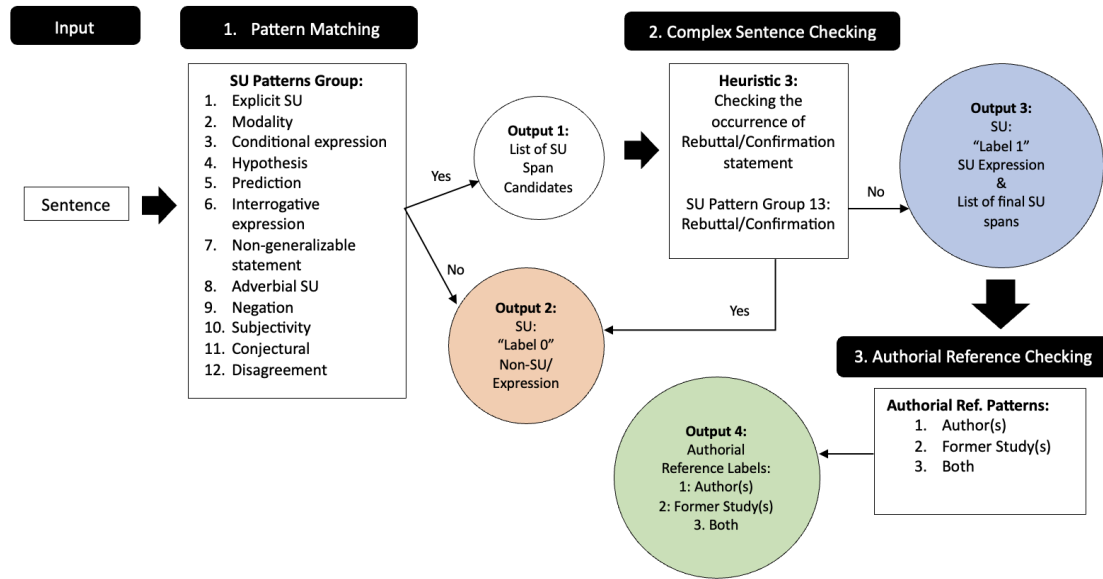 Input
1. Pattern Matching
2. Complex Sentence Checking
Sentence
SU Patterns Group:
1. Explicit SU
2. Modality
3. Conditional expression
4. Hypothesis
5. Prediction
6. Interrogative
expression
7. Non-generalizable
statement
8. Adverbial SU
9. Negation
10. Subjectivity
11. Conjectural
12. Disagreement
Yes
No
Output 1:
List of SU
Span
Candidates
Output 2:
SU:
“Label 0”
Non-SU/
Expression
Heuristic 3:
Checking the
occurrence of
Rebuttal/Confirmation
statement
SU Pattern Group 13:
Rebuttal/Confirmation
No
Yes
Output 3:
SU:
“Label 1”
SU Expression
&
List of final SU
spans
3. Authorial Reference Checking
Authorial Ref. Patterns:
1. Author(s)
2. Former Study(s)
3. Both
Output 4:
Authorial
Reference Labels:
1: Author(s)
2: Former Study(s)
3. Both